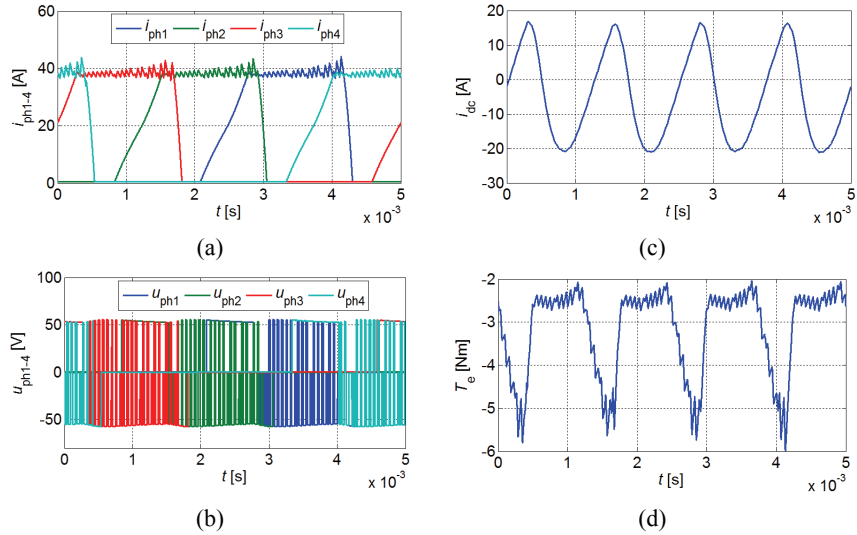 60
40
20
0
i_ph1-4 [A]
i_ph1 i_ph2 i_ph3 i_ph4
0 1 2 3 4 5
t [s]
x 10^-3
(a)
20
10
0
-10
-20
-30
i_dc [A]
0 1 2 3 4 5
t [s]
x 10^-3
(c)
100
50
0
-50
u_ph1-4 [V]
u_ph1 u_ph2 u_ph3 u_ph4
0 1 2 3 4 5
t [s]
x 10^-3
(b)
-2
-3
-4
-5
-6
T_e [Nm]
1 2 3 4 5
t [s]
x 10^-3
(d)